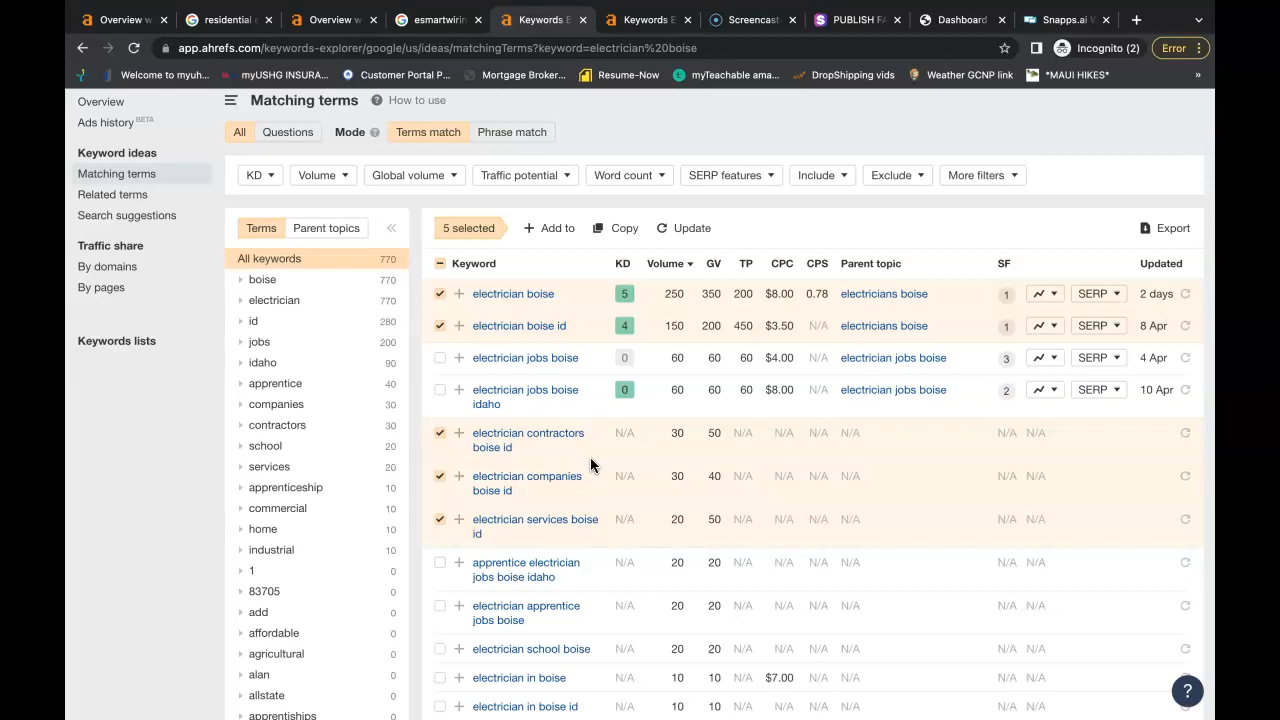 Overview w
residential e
Overview w
esmartwirin
Keywords E
Keywords E
Screencast-
PUBLISH FA
Dashboard
Snapps.ai W
app.ahrefs.com/keywords-explorer/google/us/ideas/matchingTerms?keyword=electrician%20boise
Incognito (2)
Error
Welcome to myuh...
myUSHG INSURA...
Customer Portal P...
Mortgage Broker...
Resume-Now
myTeachable ama...
DropShipping vids
Weather GCNP link
*MAUI HIKES*
»
Overview
Ads history BETA
Keyword ideas
Matching terms
Related terms
Search suggestions
Traffic share
By domains
By pages
Keywords lists
Matching terms ? How to use
All Questions Mode ? Terms match Phrase match
KD Volume Global volume Traffic potential Word count SERP features Include Exclude More filters
Terms Parent topics
All keywords 770
boise 770
electrician 770
id 280
jobs 200
idaho 90
apprentice 40
companies 30
contractors 30
school 20
services 20
apprenticeship 10
commercial 10
home 10
industrial 10
1 0
83705 0
add 0
affordable 0
agricultural 0
alan 0
allstate 0
apprentiships 0
5 selected + Add to Copy Update Export
Keyword KD Volume GV TP CPC CPS Parent topic SF Updated
electrician boise 5 250 350 200 $8.00 0.78 electricians boise 1 SERP 2 days
electrician boise id 4 150 200 450 $3.50 N/A electricians boise 1 SERP 8 Apr
electrician jobs boise 0 60 60 60 $4.00 N/A electrician jobs boise 3 SERP 4 Apr
electrician jobs boise 0 60 60 60 $8.00 N/A electrician jobs boise 2 SERP 10 Apr
idaho
electrician contractors N/A 30 50 N/A N/A N/A N/A N/A N/A
boise id
electrician companies N/A 30 40 N/A N/A N/A N/A N/A N/A
boise id
electrician services boise N/A 20 50 N/A N/A N/A N/A N/A N/A
id
apprentice electrician N/A 20 20 N/A N/A N/A N/A N/A N/A
jobs boise idaho
electrician apprentice N/A 20 20 N/A N/A N/A N/A N/A N/A
jobs boise
electrician school boise N/A 20 20 N/A N/A N/A N/A N/A N/A
electrician in boise N/A 10 10 N/A $7.00 N/A N/A N/A N/A
electrician in boise id N/A 10 10 N/A N/A N/A N/A N/A N/A
?